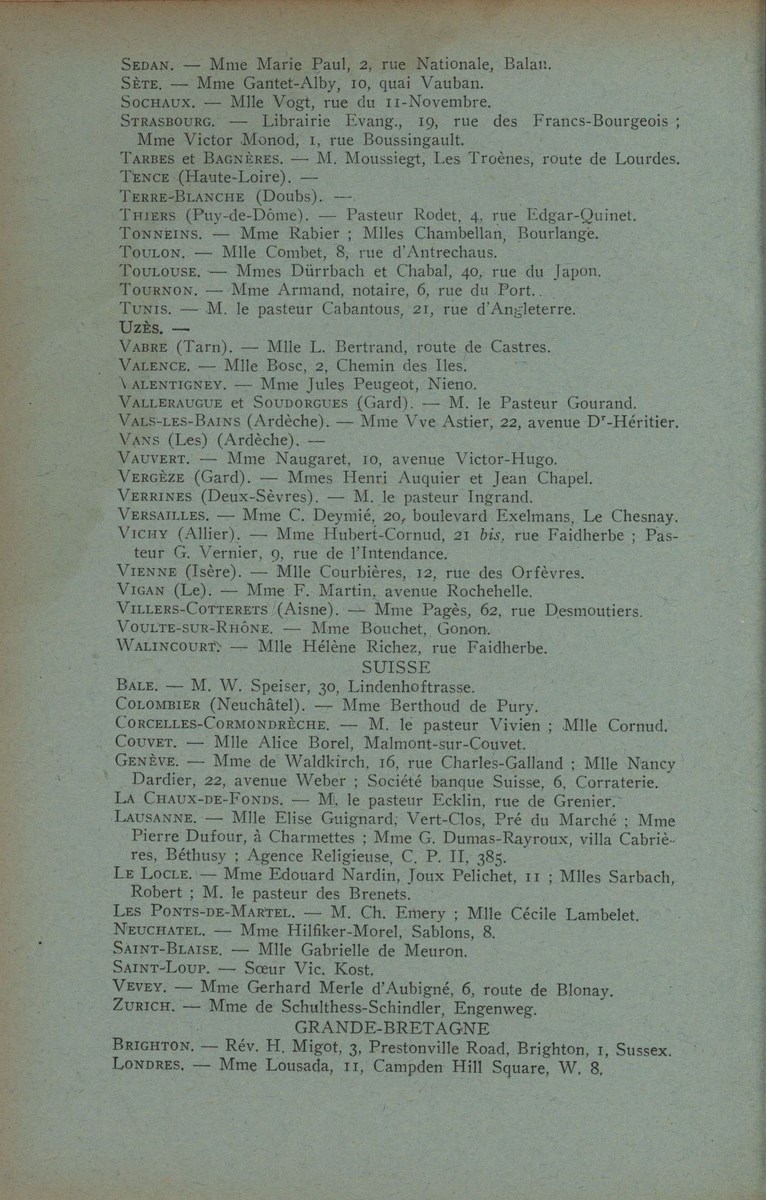 SEDAN. — Mme Marie Paul, 2, rue Nationale, Balan.
SÈTE. — Mme Gantet-Alby, 10, quai Vauban.
SOCHAUX. — Mlle Vogt, rue du 11-Novembre.
STRASBOURG. — Librairie Evang., 19, rue des Francs-Bourgeois ;
Mme Victor Monod, 1, rue Boussingault.
TARBES et BAGNÈRES. — M. Moussiegt, Les Troènes, route de Lourdes.
TENCE (Haute-Loire). —
TERRE-BLANCHE (Doubs). —
THIERS (Puy-de-Dôme). — Pasteur Rodet, 4, rue Edgar-Quinet.
TONNEINS. — Mme Rabier ; Mlles Chambellan, Bourlange.
TOULON. — Mlle Combet, 8, rue d'Antrechaus.
TOULOUSE. — Mmes Dürrbach et Chabal, 40, rue du Japon.
TOURNON. — Mme Armand, notaire, 6, rue du Port.
TUNIS. — M. le pasteur Cabantous, 21, rue d'Angleterre.
UZÈS. —
VABRE (Tarn). — Mlle L. Bertrand, route de Castres.
VALENCE. — Mlle Bosc, 2, Chemin des Iles.
VALENTIGNEY. — Mme Jules Peugeot, Nieno.
VALLERAUGUE et SOUDORGUES (Gard). — M. le Pasteur Gourand.
VALS-LES-BAINS (Ardèche). — Mme Vve Astier, 22, avenue Dr-Héritier.
VANS (Les) (Ardèche). —
VAUVERT. — Mme Naugaret, 10, avenue Victor-Hugo.
VERGÈZE (Gard). — Mmes Henri Auquier et Jean Chapel.
VERRINES (Deux-Sèvres). — M. le pasteur Ingrand.
VERSAILLES. — Mme C. Deymié, 20, boulevard Exelmans, Le Chesnay.
VICHY (Allier). — Mme Hubert-Cornud, 21 bis, rue Faidherbe ; Pas-
teur G. Vernier, 9, rue de l'Intendance.
VIENNE (Isère). — Mlle Courbières, 12, rue des Orfèvres.
VIGAN (Le). — Mme F. Martin, avenue Rochehelle.
VILLERS-COTTERETS (Aisne). — Mme Pagès, 62, rue Desmoutiers.
VOULTE-SUR-RHÔNE. — Mme Bouchet, Gonon.
WALINCOURT. — Mlle Hélène Richez, rue Faidherbe.
SUISSE
BALE. — M. W. Speiser, 30, Lindenhoftrasse.
COLOMBIER (Neuchâtel). — Mme Berthoud de Pury.
CORCELLES-CORMONDRÈCHE. — M. le pasteur Vivien ; Mlle Cornud.
COUVET. — Mlle Alice Borel, Malmont-sur-Couvet.
GENÈVE. — Mme de Waldkirch, 16, rue Charles-Galland ; Mlle Nancy
Dardier, 22, avenue Weber ; Société banque Suisse, 6, Corraterie.
LA CHAUX-DE-FONDS. — M. le pasteur Ecklin, rue de Grenier.
LAUSANNE. — Mlle Elise Guignard, Vert-Clos, Pré du Marché ; Mme
Pierre Dufour, à Charmettes ; Mme G. Dumas-Rayroux, villa Cabriè-
res, Béthusy ; Agence Religieuse, C. P. II, 385.
LE LOCLE. — Mme Edouard Nardin, Joux Pelichet, 11 ; Mlles Sarbach,
Robert ; M. le pasteur des Brenets.
LES PONTS-DE-MARTEL. — M. Ch. Emery ; Mlle Cécile Lambelet.
NEUCHATEL. — Mme Hilfiker-Morel, Sablons, 8.
SAINT-BLAISE. — Mlle Gabrielle de Meuron.
SAINT-LOUP. — Sœur Vic. Kost.
VEVEY. — Mme Gerhard Merle d'Aubigné, 6, route de Blonay.
ZURICH. — Mme de Schulthess-Schindler, Engenweg.
GRANDE-BRETAGNE
BRIGHTON. — Rév. H. Migot, 3, Prestonville Road, Brighton, 1, Sussex.
LONDRES. — Mme Lousada, 11, Campden Hill Square, W. 8.